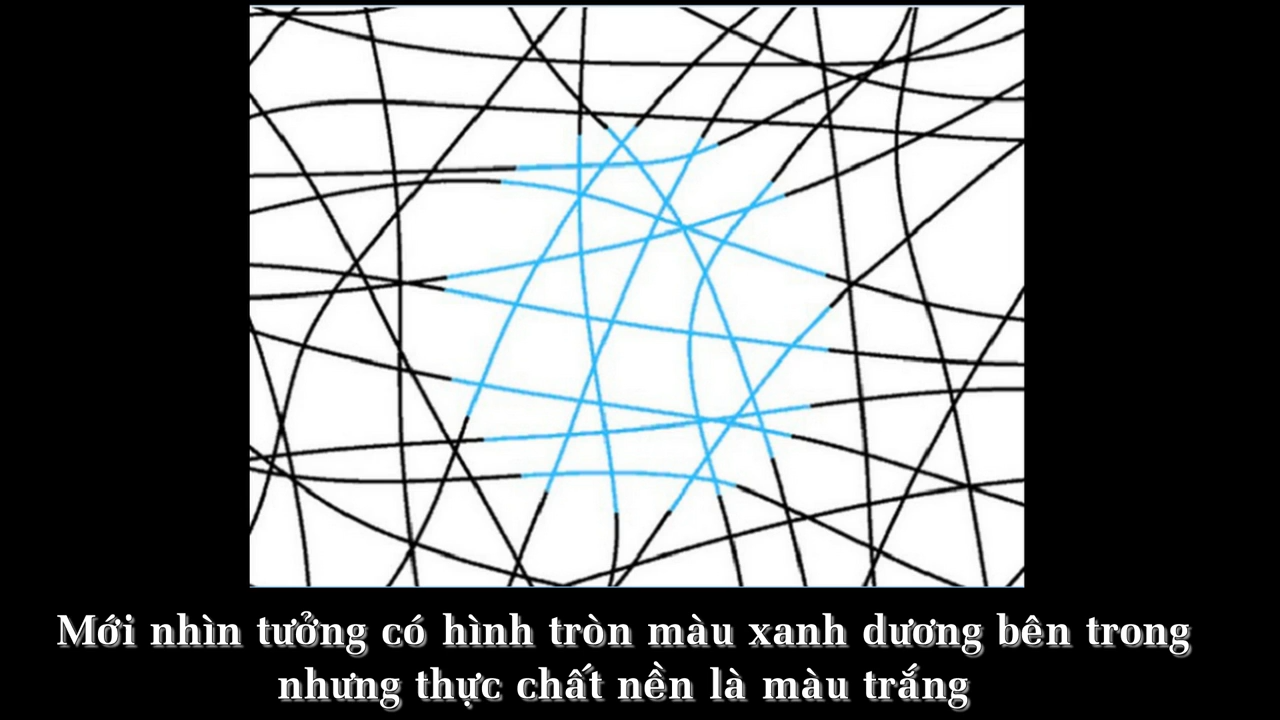 Mới nhìn tưởng có hình tròn màu xanh dương bên trong
nhưng thực chất nền là màu trắng